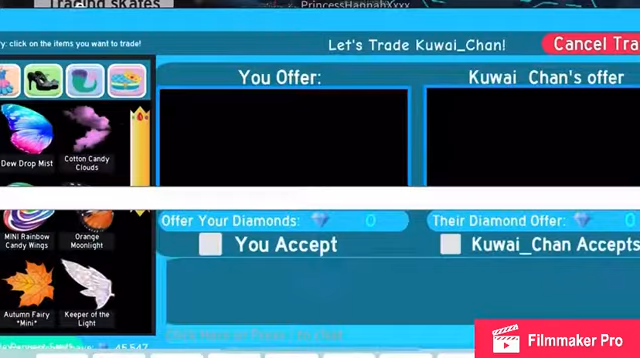 Trading skates
PrincessHannahXxxx
ry: click on the items you want to trade!
Let's Trade Kuwai_Chan!
Cancel Tra
You Offer:
Kuwai_Chan's offer
Dew Drop Mist
Cotton Candy
Clouds
MINI Rainbow
Candy Wings
Orange
Moonlight
Offer Your Diamonds:
0
Their Diamond Offer:
0
You Accept
Kuwai_Chan Accepts
Autumn Fairy
*Mini*
Keeper of the
Light
45,547
Filmmaker Pro